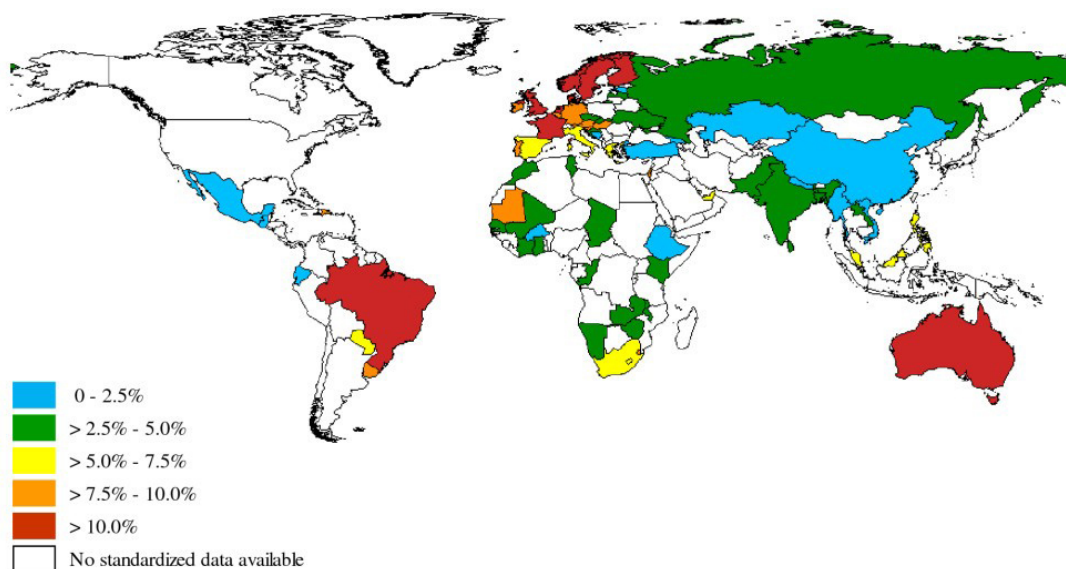 0 - 2.5%
> 2.5% - 5.0%
> 5.0% - 7.5%
> 7.5% - 10.0%
> 10.0%
No standardized data available